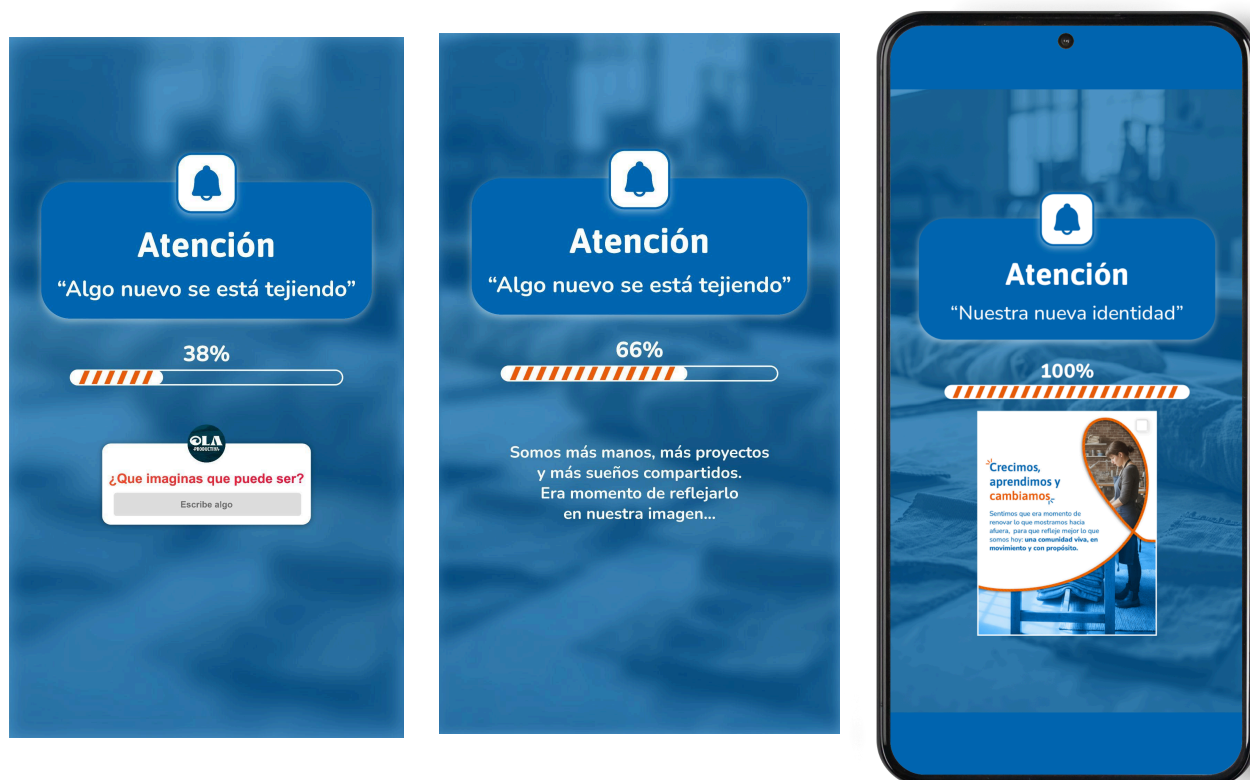 Atención
“Algo nuevo se está tejiendo”
38%
OLA
PRODUCTIVA
¿Que imaginas que puede ser?
Escribe algo
Atención
“Algo nuevo se está tejiendo”
66%
Somos más manos, más proyectos
y más sueños compartidos.
Era momento de reflejarlo
en nuestra imagen...
Atención
“Nuestra nueva identidad”
100%
Crecimos,
aprendimos y
cambiamos
Sentimos que era momento de
renovar lo que mostramos hacia
afuera, para que refleje mejor lo que
somos hoy: una comunidad viva, en
movimiento y con propósito.